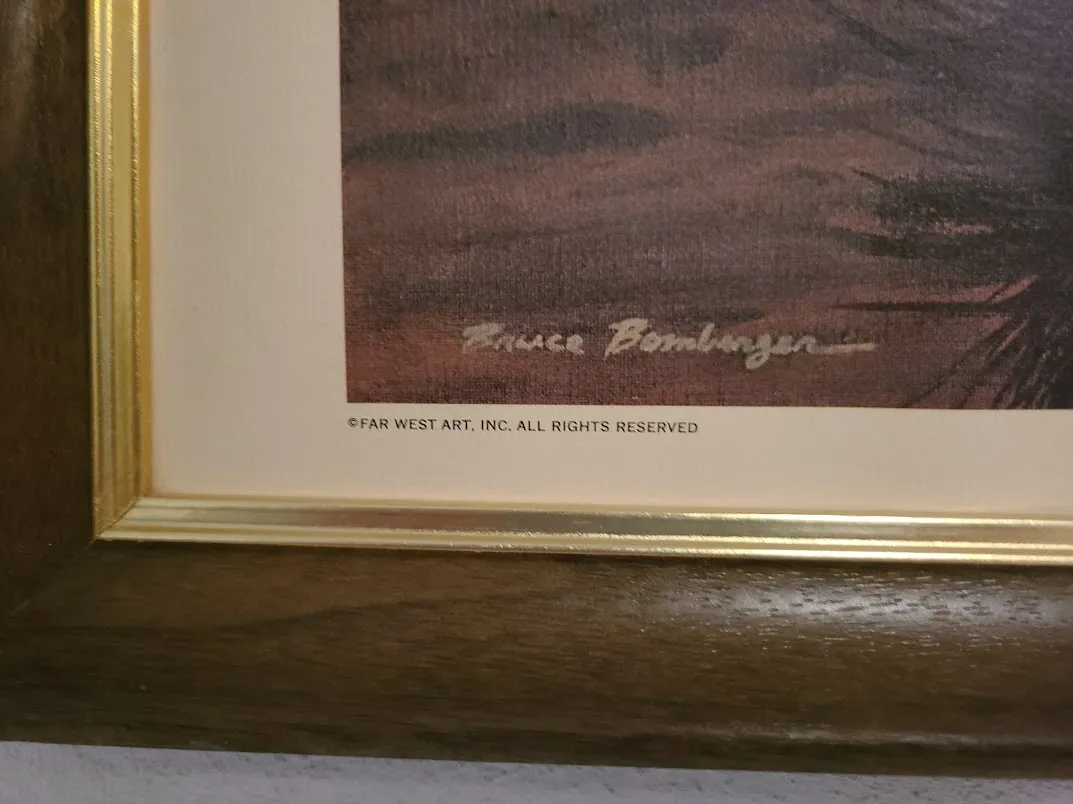 Bruce Bomberger
©FAR WEST ART, INC. ALL RIGHTS RESERVED